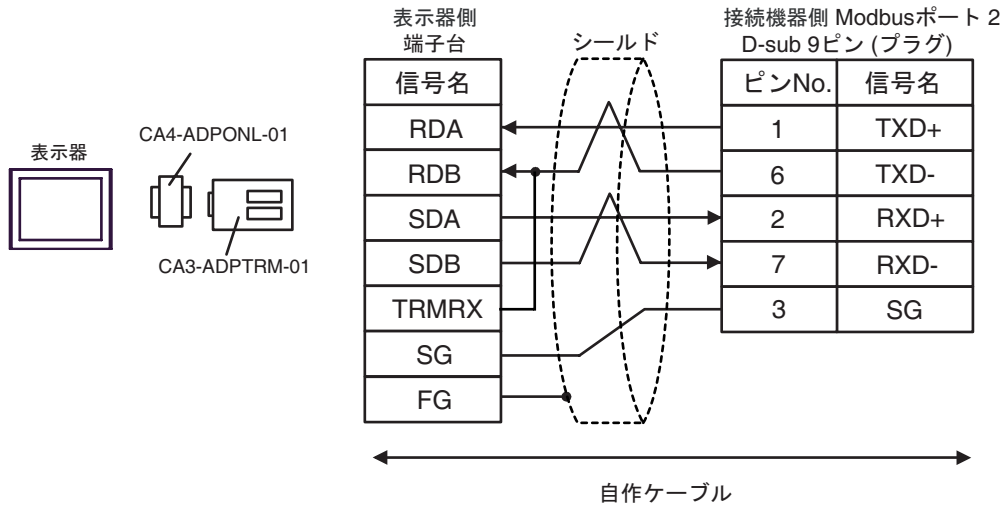 表示器側
端子台
シールド
接続機器側 Modbusポート 2
D-sub 9ピン (プラグ)
信号名
ピンNo. 信号名
RDA 1 TXD+
RDB 6 TXD-
SDA 2 RXD+
SDB 7 RXD-
TRMRX 3 SG
SG
FG
表示器
CA4-ADPONL-01
CA3-ADPTRM-01
自作ケーブル